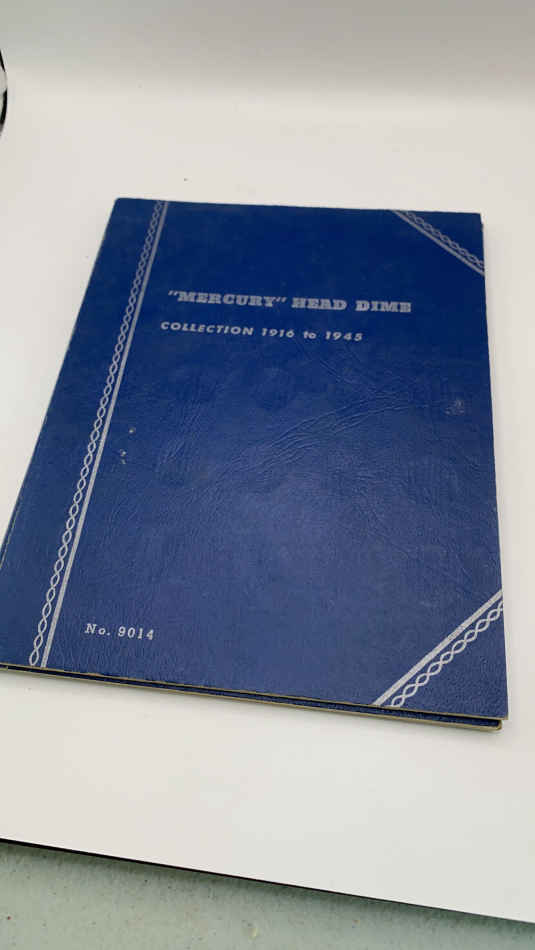 "MERCURY" HEAD DIME
COLLECTION 1916 to 1945
No. 9014